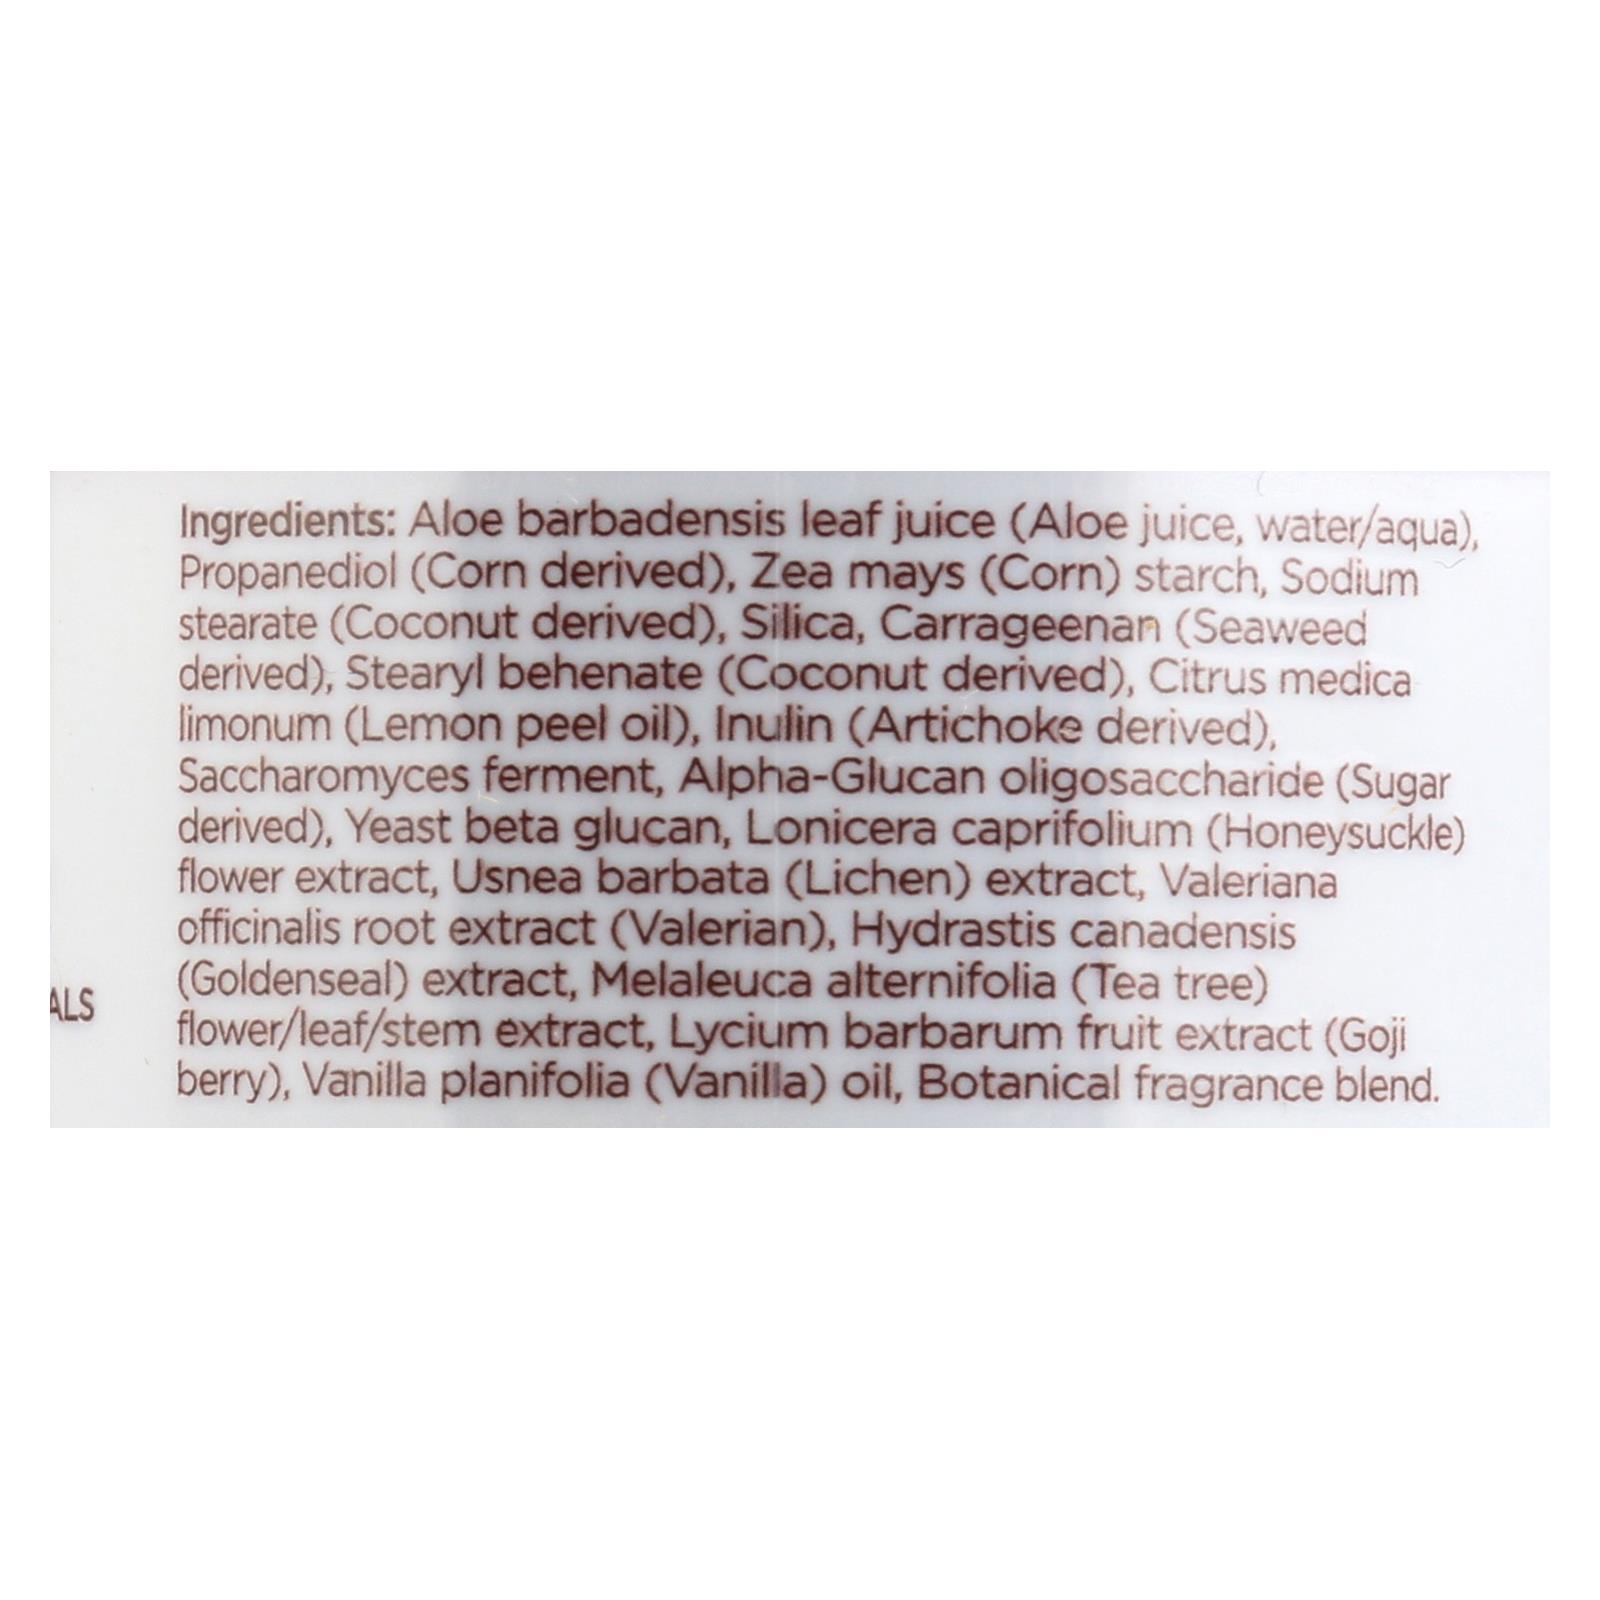 Ingredients: Aloe barbadensis leaf juice (Aloe juice, water/aqua),
Propanediol (Corn derived), Zea mays (Corn) starch, Sodium
stearate (Coconut derived), Silica, Carrageenan (Seaweed
derived), Stearyl behenate (Coconut derived), Citrus medica
limonum (Lemon peel oil), Inulin (Artichoke derived),
Saccharomyces ferment, Alpha-Glucan oligosaccharide (Sugar
derived), Yeast beta glucan, Lonicera caprifolium (Honeysuckle)
flower extract, Usnea barbata (Lichen) extract, Valeriana
officinalis root extract (Valerian), Hydrastis canadensis
(Goldenseal) extract, Melaleuca alternifolia (Tea tree)
ALS
flower/leaf/stem extract, Lycium barbarum fruit extract (Goji
berry), Vanilla planifolia (Vanilla) oil, Botanical fragrance blend.